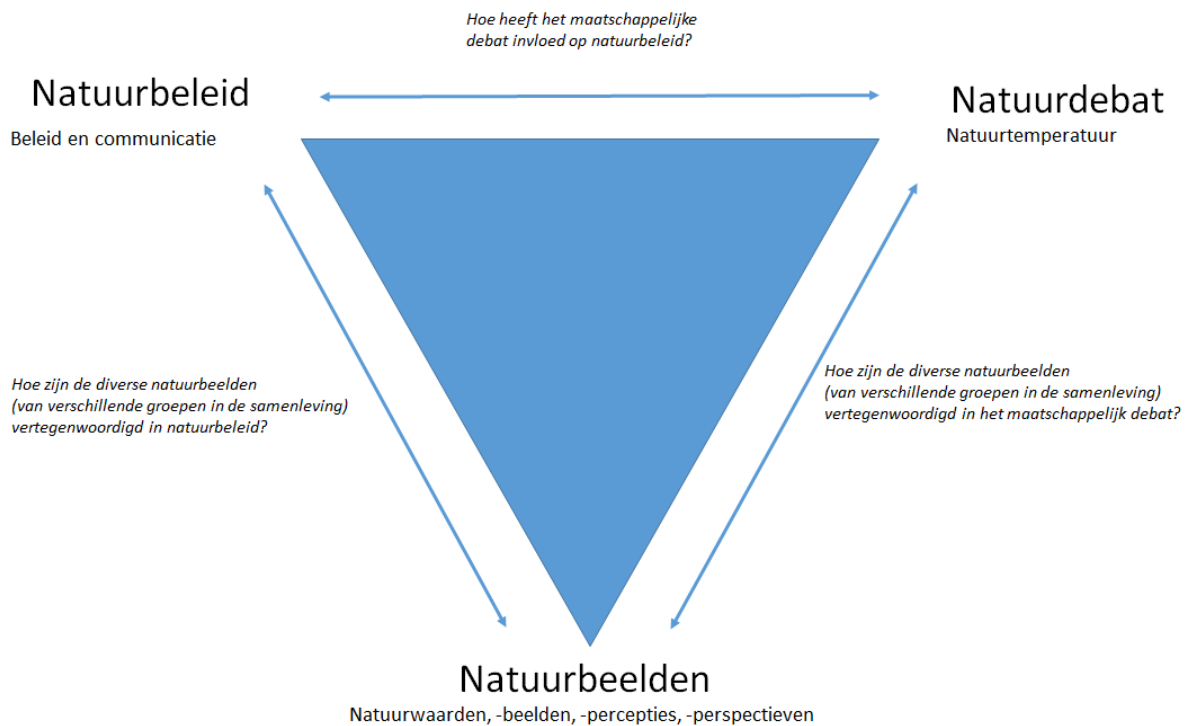 Hoe heeft het maatschappelijke
debat invloed op natuurbeleid?
Natuurbeleid
Beleid en communicatie
Natuurdebat
Natuurtemperatuur
Hoe zijn de diverse natuurbeelden
(van verschillende groepen in de samenleving)
vertegenwoordigd in natuurbeleid?
Hoe zijn de diverse natuurbeelden
(van verschillende groepen in de samenleving)
vertegenwoordigd in het maatschappelijk debat?
Natuurbeelden
Natuurwaarden, -beelden, -percepties, -perspectieven